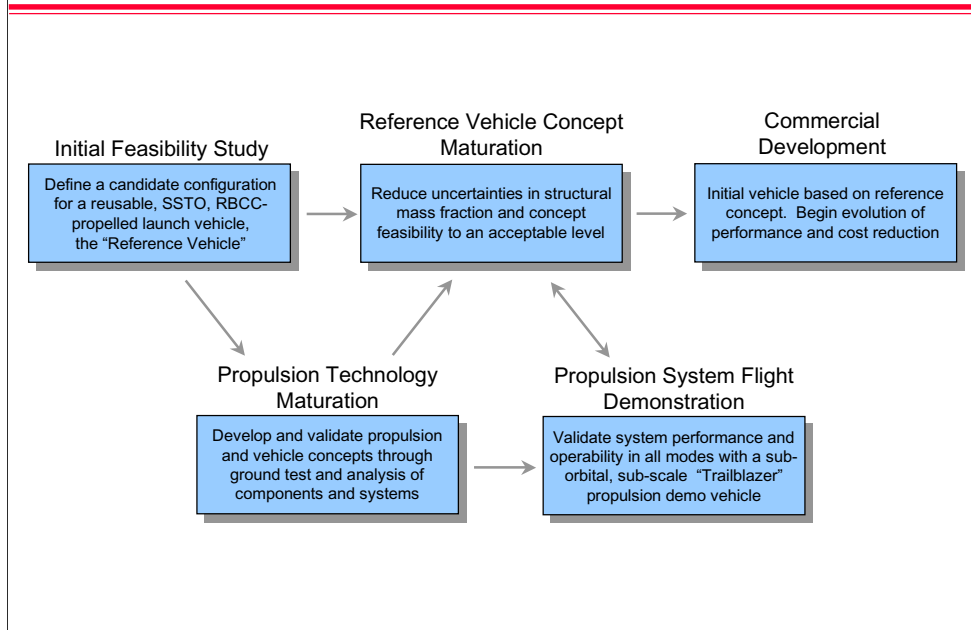 Initial Feasibility Study
Define a candidate configuration
for a reusable, SSTO, RBCC-
propelled launch vehicle,
the “Reference Vehicle”
Reference Vehicle Concept
Maturation
Reduce uncertainties in structural
mass fraction and concept
feasibility to an acceptable level
Commercial
Development
Initial vehicle based on reference
concept.  Begin evolution of
performance and cost reduction
Propulsion Technology
Maturation
Develop and validate propulsion
and vehicle concepts through
ground test and analysis of
components and systems
Propulsion System Flight
Demonstration
Validate system performance and
operability in all modes with a sub-
orbital, sub-scale  “Trailblazer”
propulsion demo vehicle